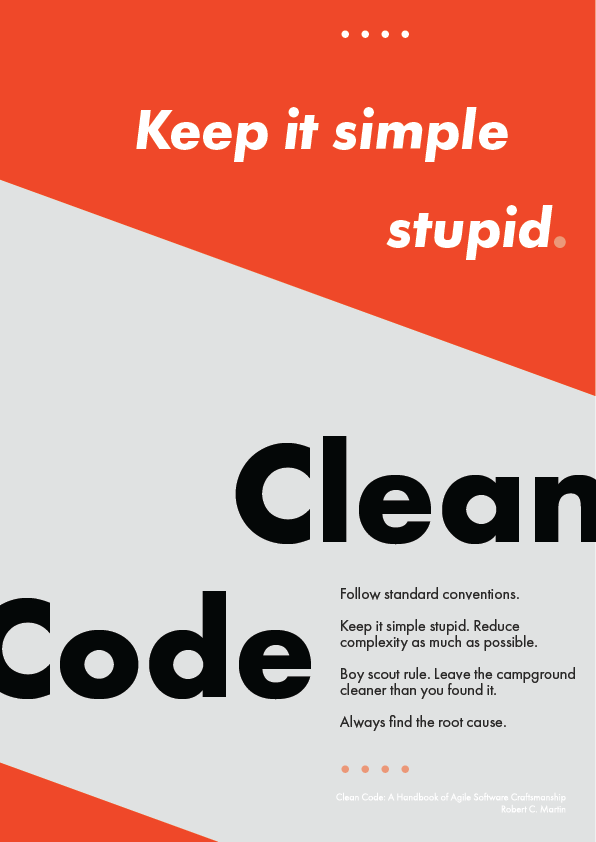 Keep it simple
stupid.
Clean
Code
Follow standard conventions.
Keep it simple stupid. Reduce
complexity as much as possible.
Boy scout rule. Leave the campground
cleaner than you found it.
Always find the root cause.
Clean Code: A Handbook of Agile Software Craftsmanship
Robert C. Martin